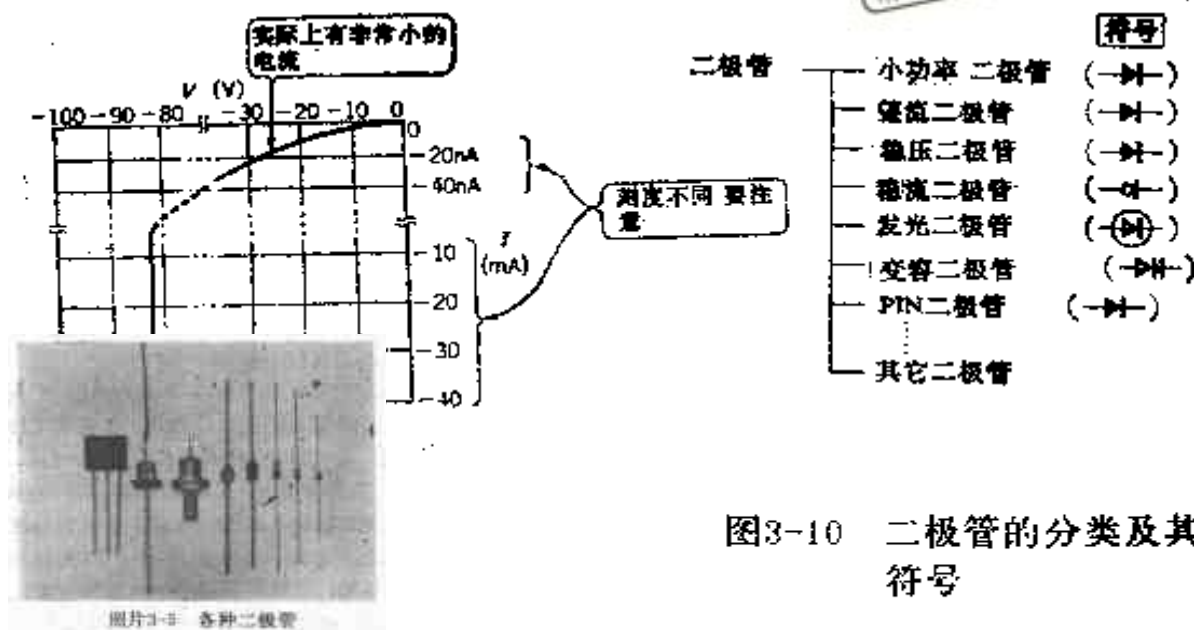 实际上有非常小的
电流
V (V)
-100 -90 -80 -30 -20 -10 0
0
-20nA
-40nA
-10
-20
-30
-40
I
(mA)
刻度不同 要注
意
符号
二极管
小功率 二极管
整流二极管
稳压二极管
稳流二极管
发光二极管
变容二极管
PIN二极管
其它二极管
图3-10 二极管的分类及其
符号
各种二极管